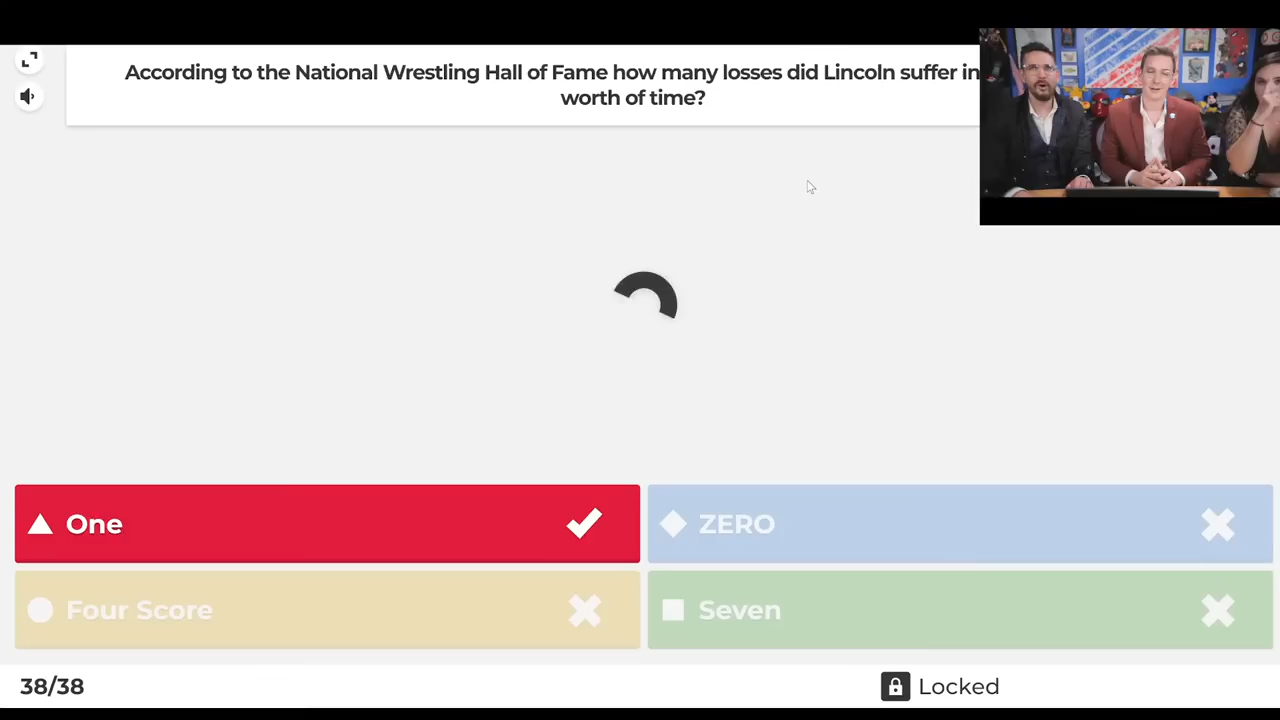 According to the National Wrestling Hall of Fame how many losses did Lincoln suffer in
worth of time?
One
ZERO
Four Score
Seven
38/38
Locked